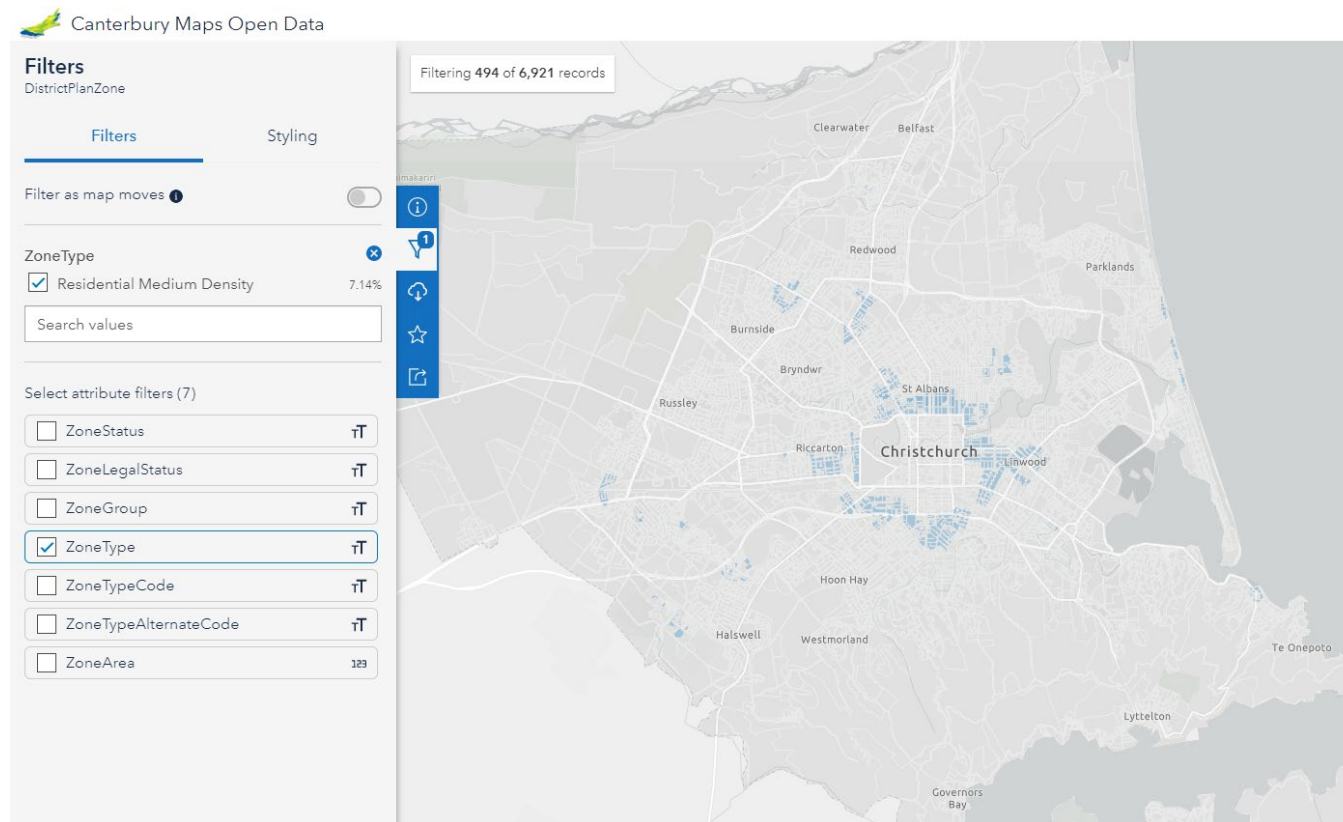 Canterbury Maps Open Data
Filters
DistrictPlanZone
Filters
Styling
Filter as map moves
ZoneType
Residential Medium Density 7.14%
Search values
Select attribute filters (7)
ZoneStatus
ZoneLegalStatus
ZoneGroup
ZoneType
ZoneTypeCode
ZoneTypeAlternateCode
ZoneArea 123
1
Filtering 494 of 6,921 records
Clearwater
Belfast
Redwood
Parklands
Burnside
Bryndwr
St Albans
Russley
Riccarton
Christchurch
Linwood
Hoon Hay
Halswell
Westmorland
Te Onepoto
Lyttelton
Governors
Bay